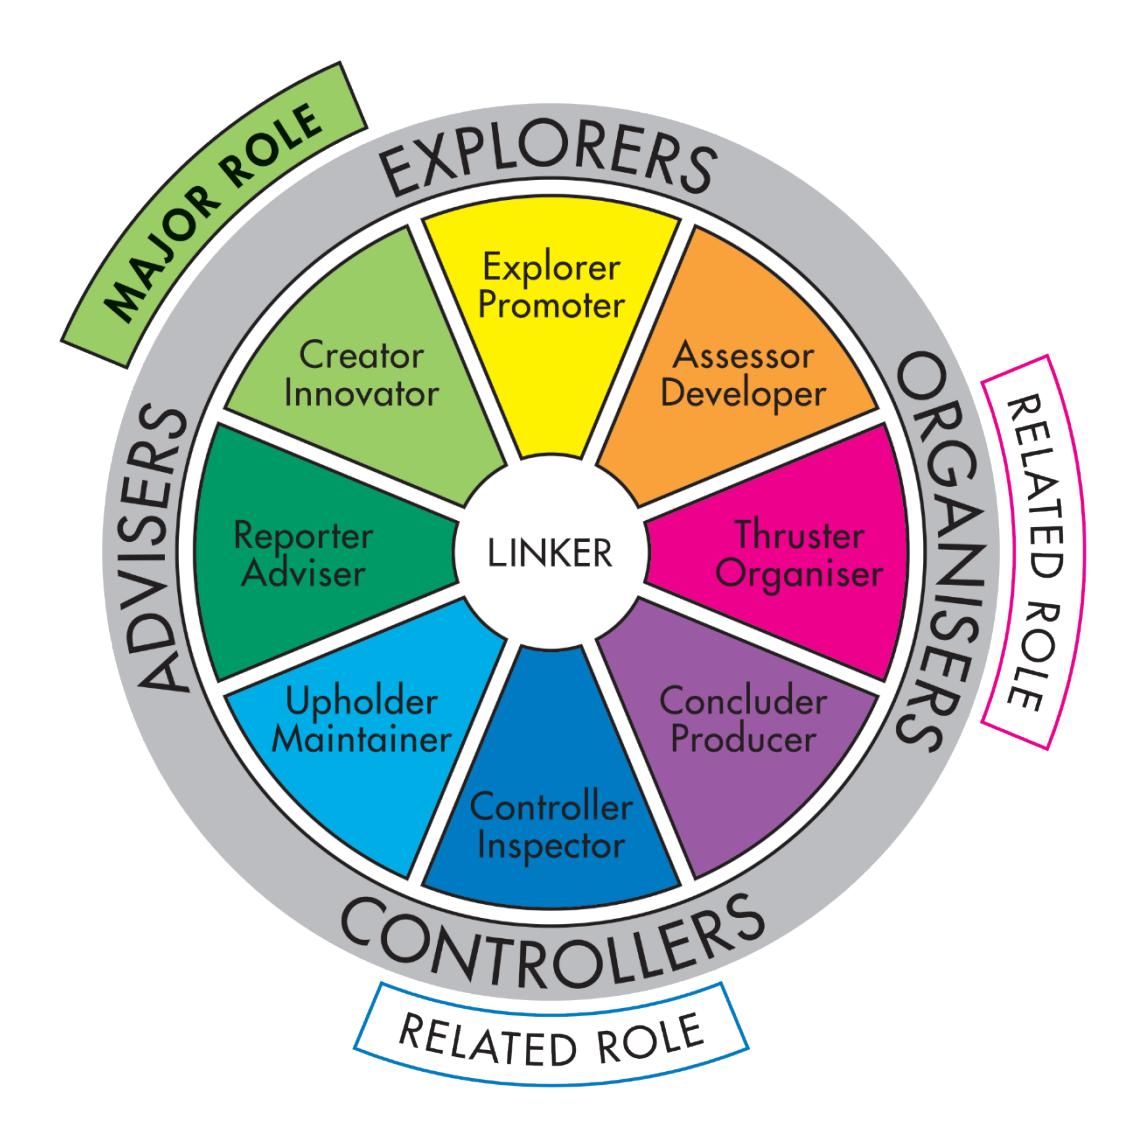 MAJOR ROLE
EXPLORERS
Explorer
Promoter
Creator
Innovator
Assessor
Developer
ADVISERS
ORGANISERS
RELATED ROLE
Reporter
Adviser
LINKER
Thruster
Organiser
Upholder
Maintainer
Concluder
Producer
Controller
Inspector
CONTROLLERS
RELATED ROLE